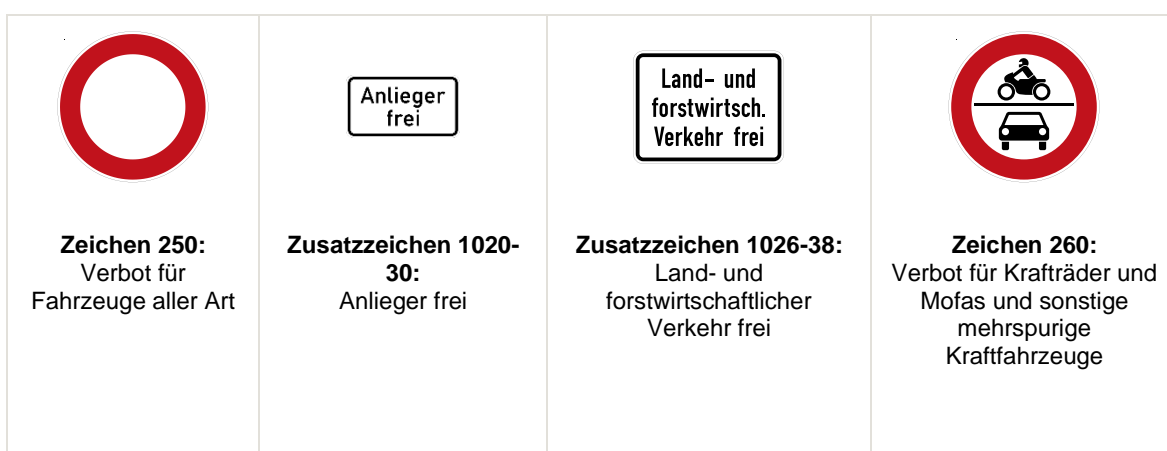 Anlieger
frei
Land- und
forstwirtsch.
Verkehr frei
Zeichen 250:
Verbot für
Fahrzeuge aller Art
Zusatzzeichen 1020-
30:
Anlieger frei
Zusatzzeichen 1026-38:
Land- und
forstwirtschaftlicher
Verkehr frei
Zeichen 260:
Verbot für Krafträder und
Mofas und sonstige
mehrspurige
Kraftfahrzeuge